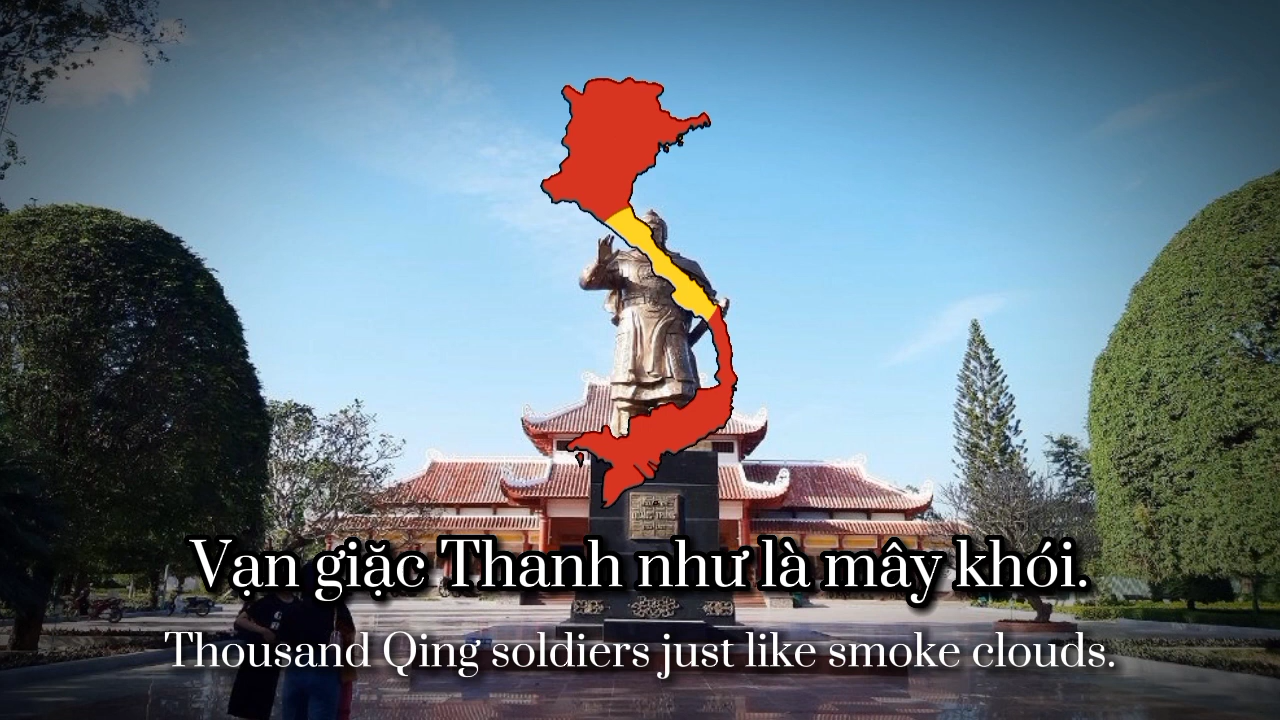 Vạn giặc Thanh như là mây khói.
Thousand Qing soldiers just like smoke clouds.